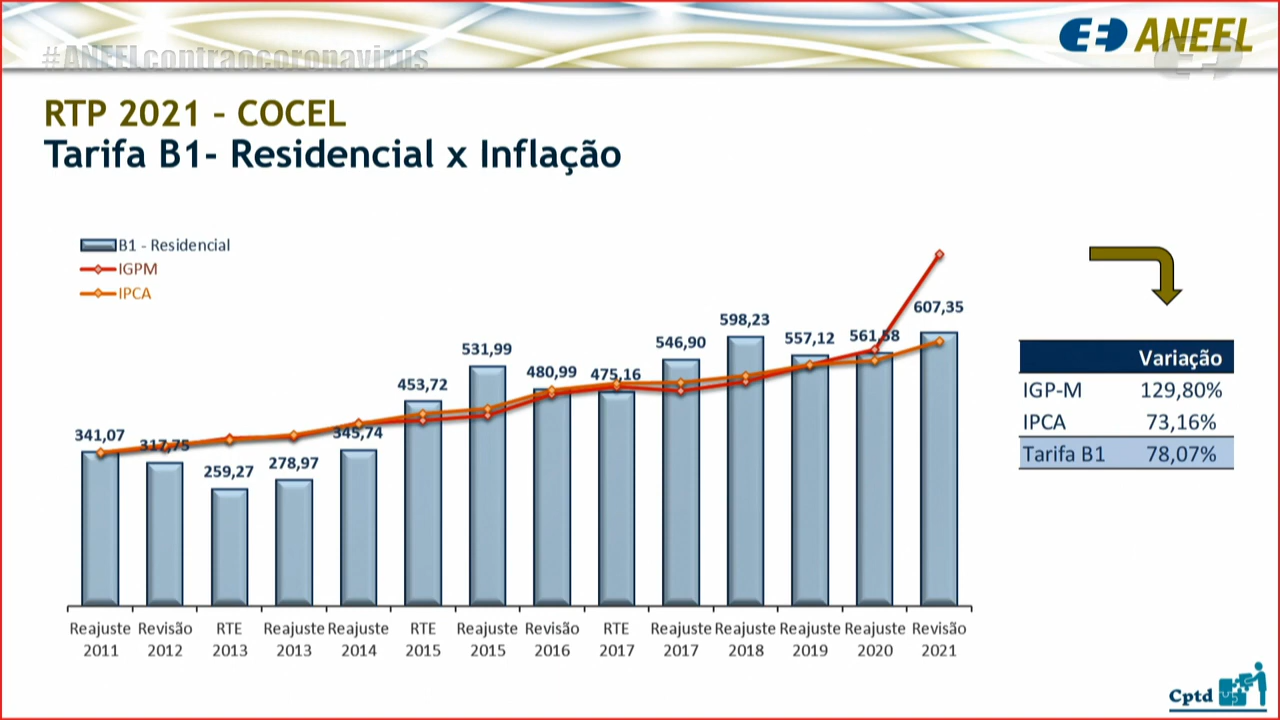 #ANEELcontraocoronavirus
ANEEL
RTP 2021 – COCEL
Tarifa B1- Residencial x Inflação
B1 - Residencial
IGPM
IPCA
341,07
317,75
259,27
278,97
345,74
453,72
531,99
480,99
475,16
546,90
598,23
557,12
561,58
607,35
Reajuste 2011
Revisão 2012
RTE 2013
Reajuste 2013
Reajuste 2014
RTE 2015
Reajuste 2015
Revisão 2016
RTE 2017
Reajuste 2017
Reajuste 2018
Reajuste 2019
Reajuste 2020
Revisão 2021
Variação
IGP-M 129,80%
IPCA 73,16%
Tarifa B1 78,07%
Cptd